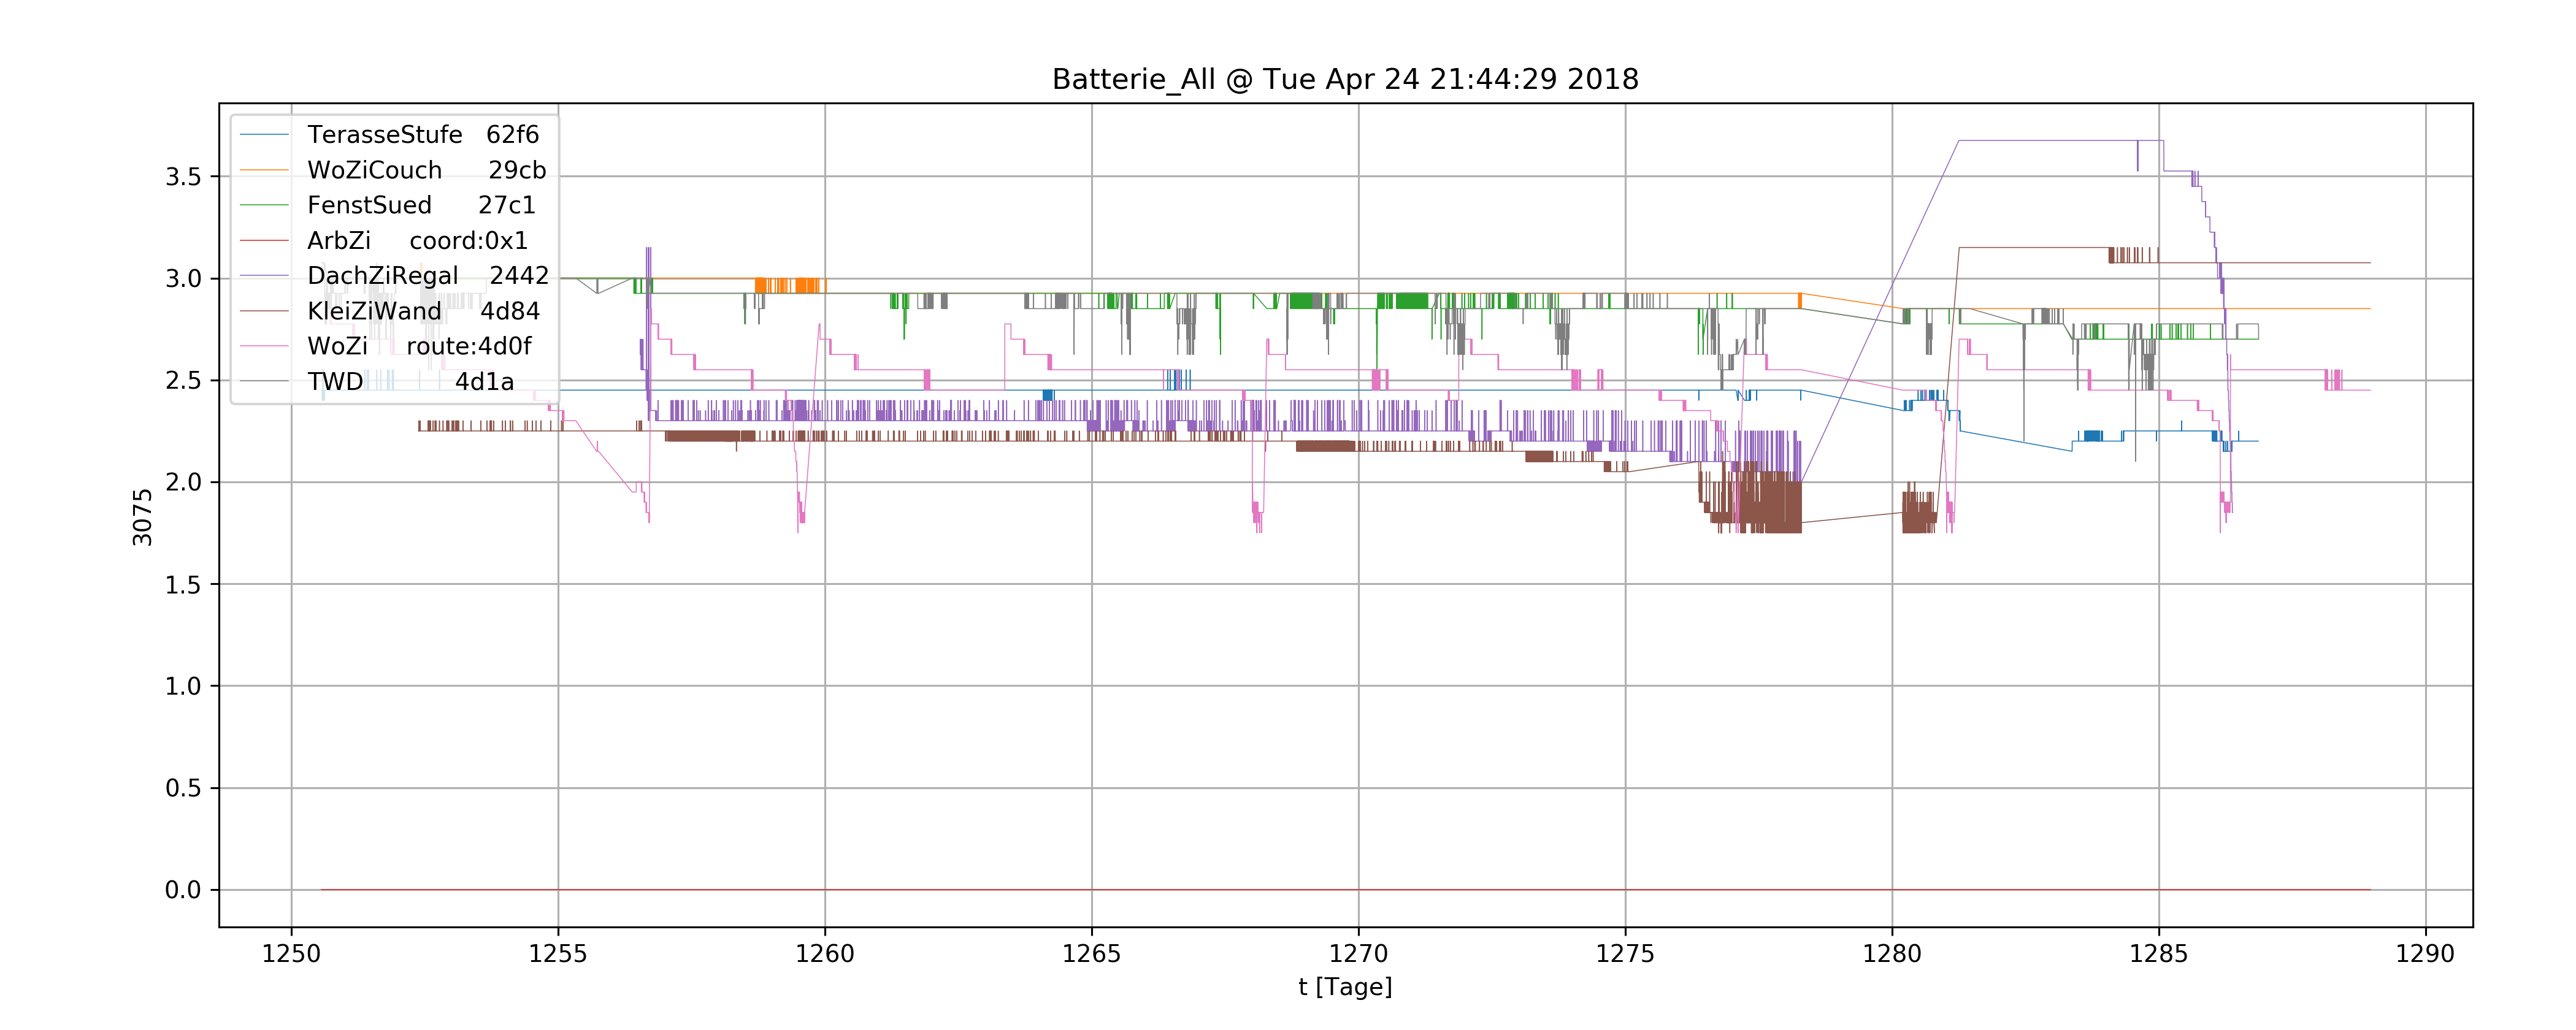 Batterie_All @ Tue Apr 24 21:44:29 2018
TerasseStufe 62f6
WoZiCouch 29cb
FenstSued 27c1
ArbZi coord:0x1
DachZiRegal 2442
KleiZiWand 4d84
WoZi route:4d0f
TWD 4d1a
3.5
3.0
2.5
2.0
1.5
1.0
0.5
0.0
3075
1250 1255 1260 1265 1270 1275 1280 1285 1290
t [Tage]